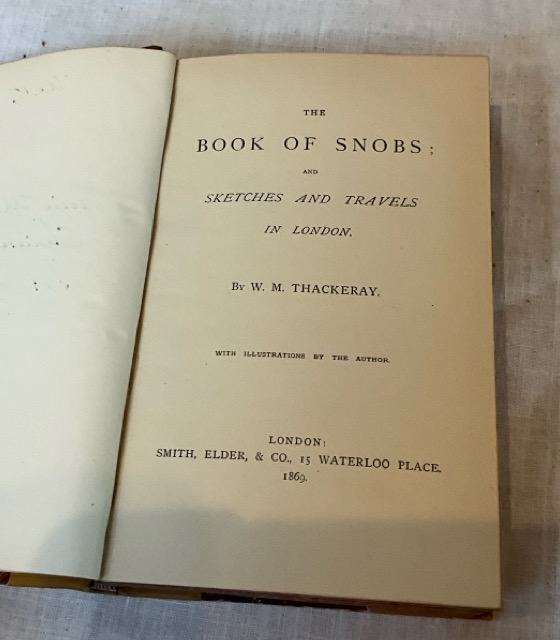 THE
BOOK OF SNOBS;
AND
SKETCHES AND TRAVELS
IN LONDON.
By W. M. THACKERAY.
WITH ILLUSTRATIONS BY THE AUTHOR.
LONDON:
SMITH, ELDER, & CO., 15 WATERLOO PLACE.
1869.